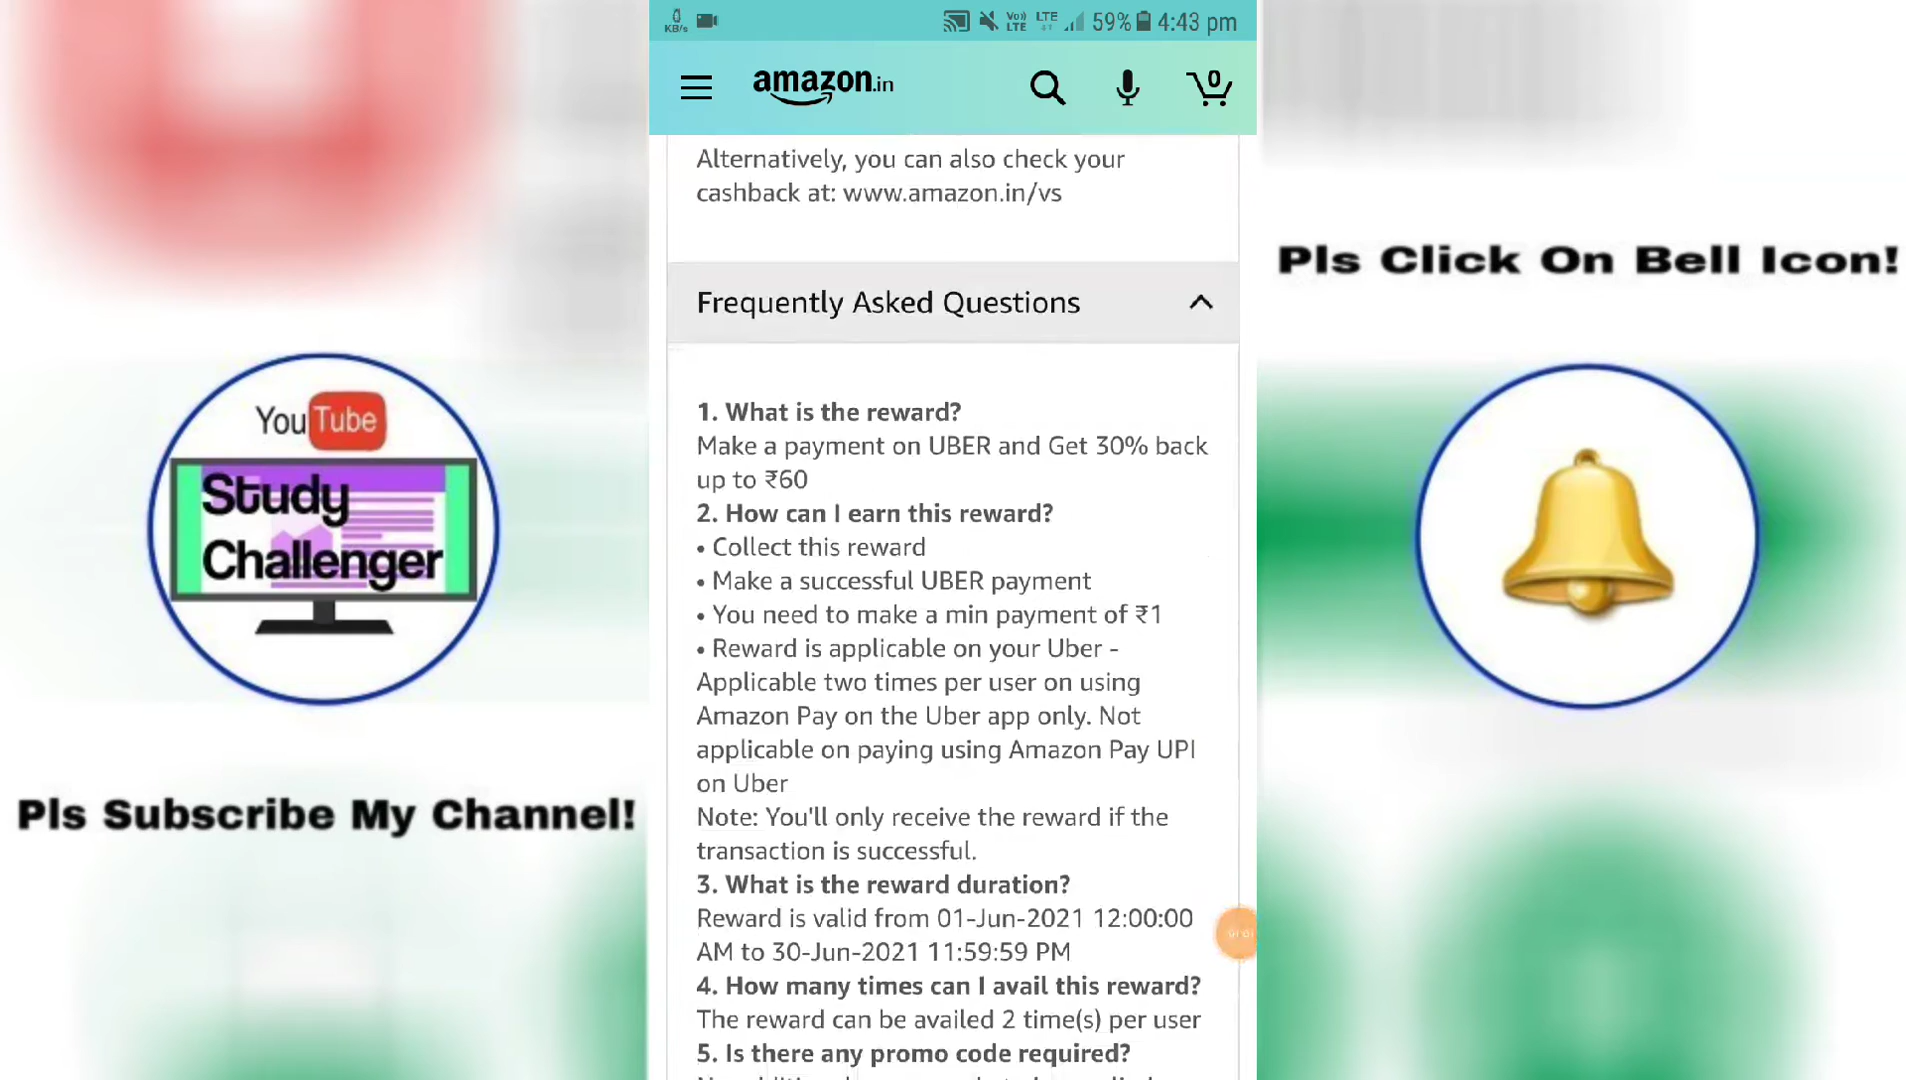 KB/s
Vo)) LTE
LTE
59%
4:43 pm
amazon.in
0
Alternatively, you can also check your
cashback at: www.amazon.in/vs
Frequently Asked Questions
1. What is the reward?
Make a payment on UBER and Get 30% back
up to ₹60
2. How can I earn this reward?
• Collect this reward
• Make a successful UBER payment
• You need to make a min payment of ₹1
• Reward is applicable on your Uber -
Applicable two times per user on using
Amazon Pay on the Uber app only. Not
applicable on paying using Amazon Pay UPI
on Uber
Note: You'll only receive the reward if the
transaction is successful.
3. What is the reward duration?
Reward is valid from 01-Jun-2021 12:00:00
AM to 30-Jun-2021 11:59:59 PM
4. How many times can I avail this reward?
The reward can be availed 2 time(s) per user
5. Is there any promo code required?
YouTube
Study
Challenger
Pls Subscribe My Channel!
Pls Click On Bell Icon!